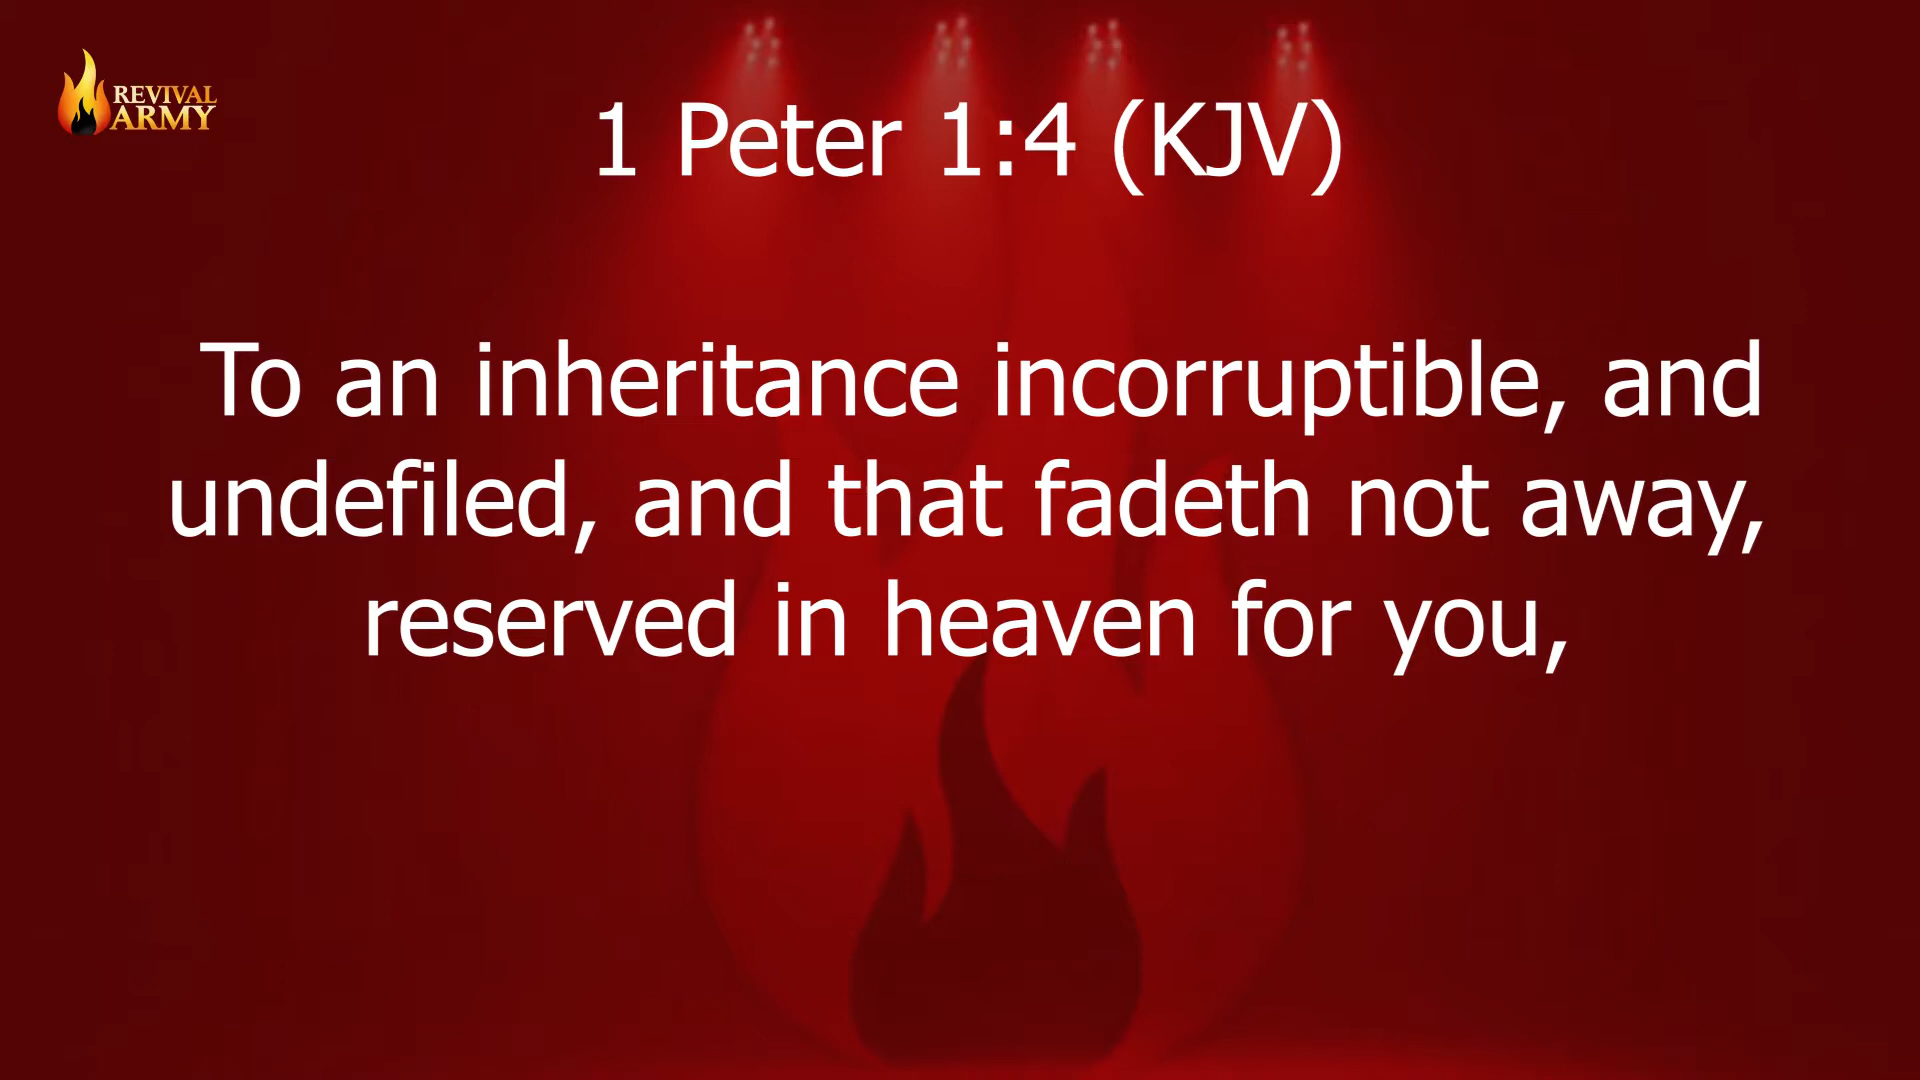 REVIVAL
ARMY
1 Peter 1:4 (KJV)
To an inheritance incorruptible, and
undefiled, and that fadeth not away,
reserved in heaven for you,